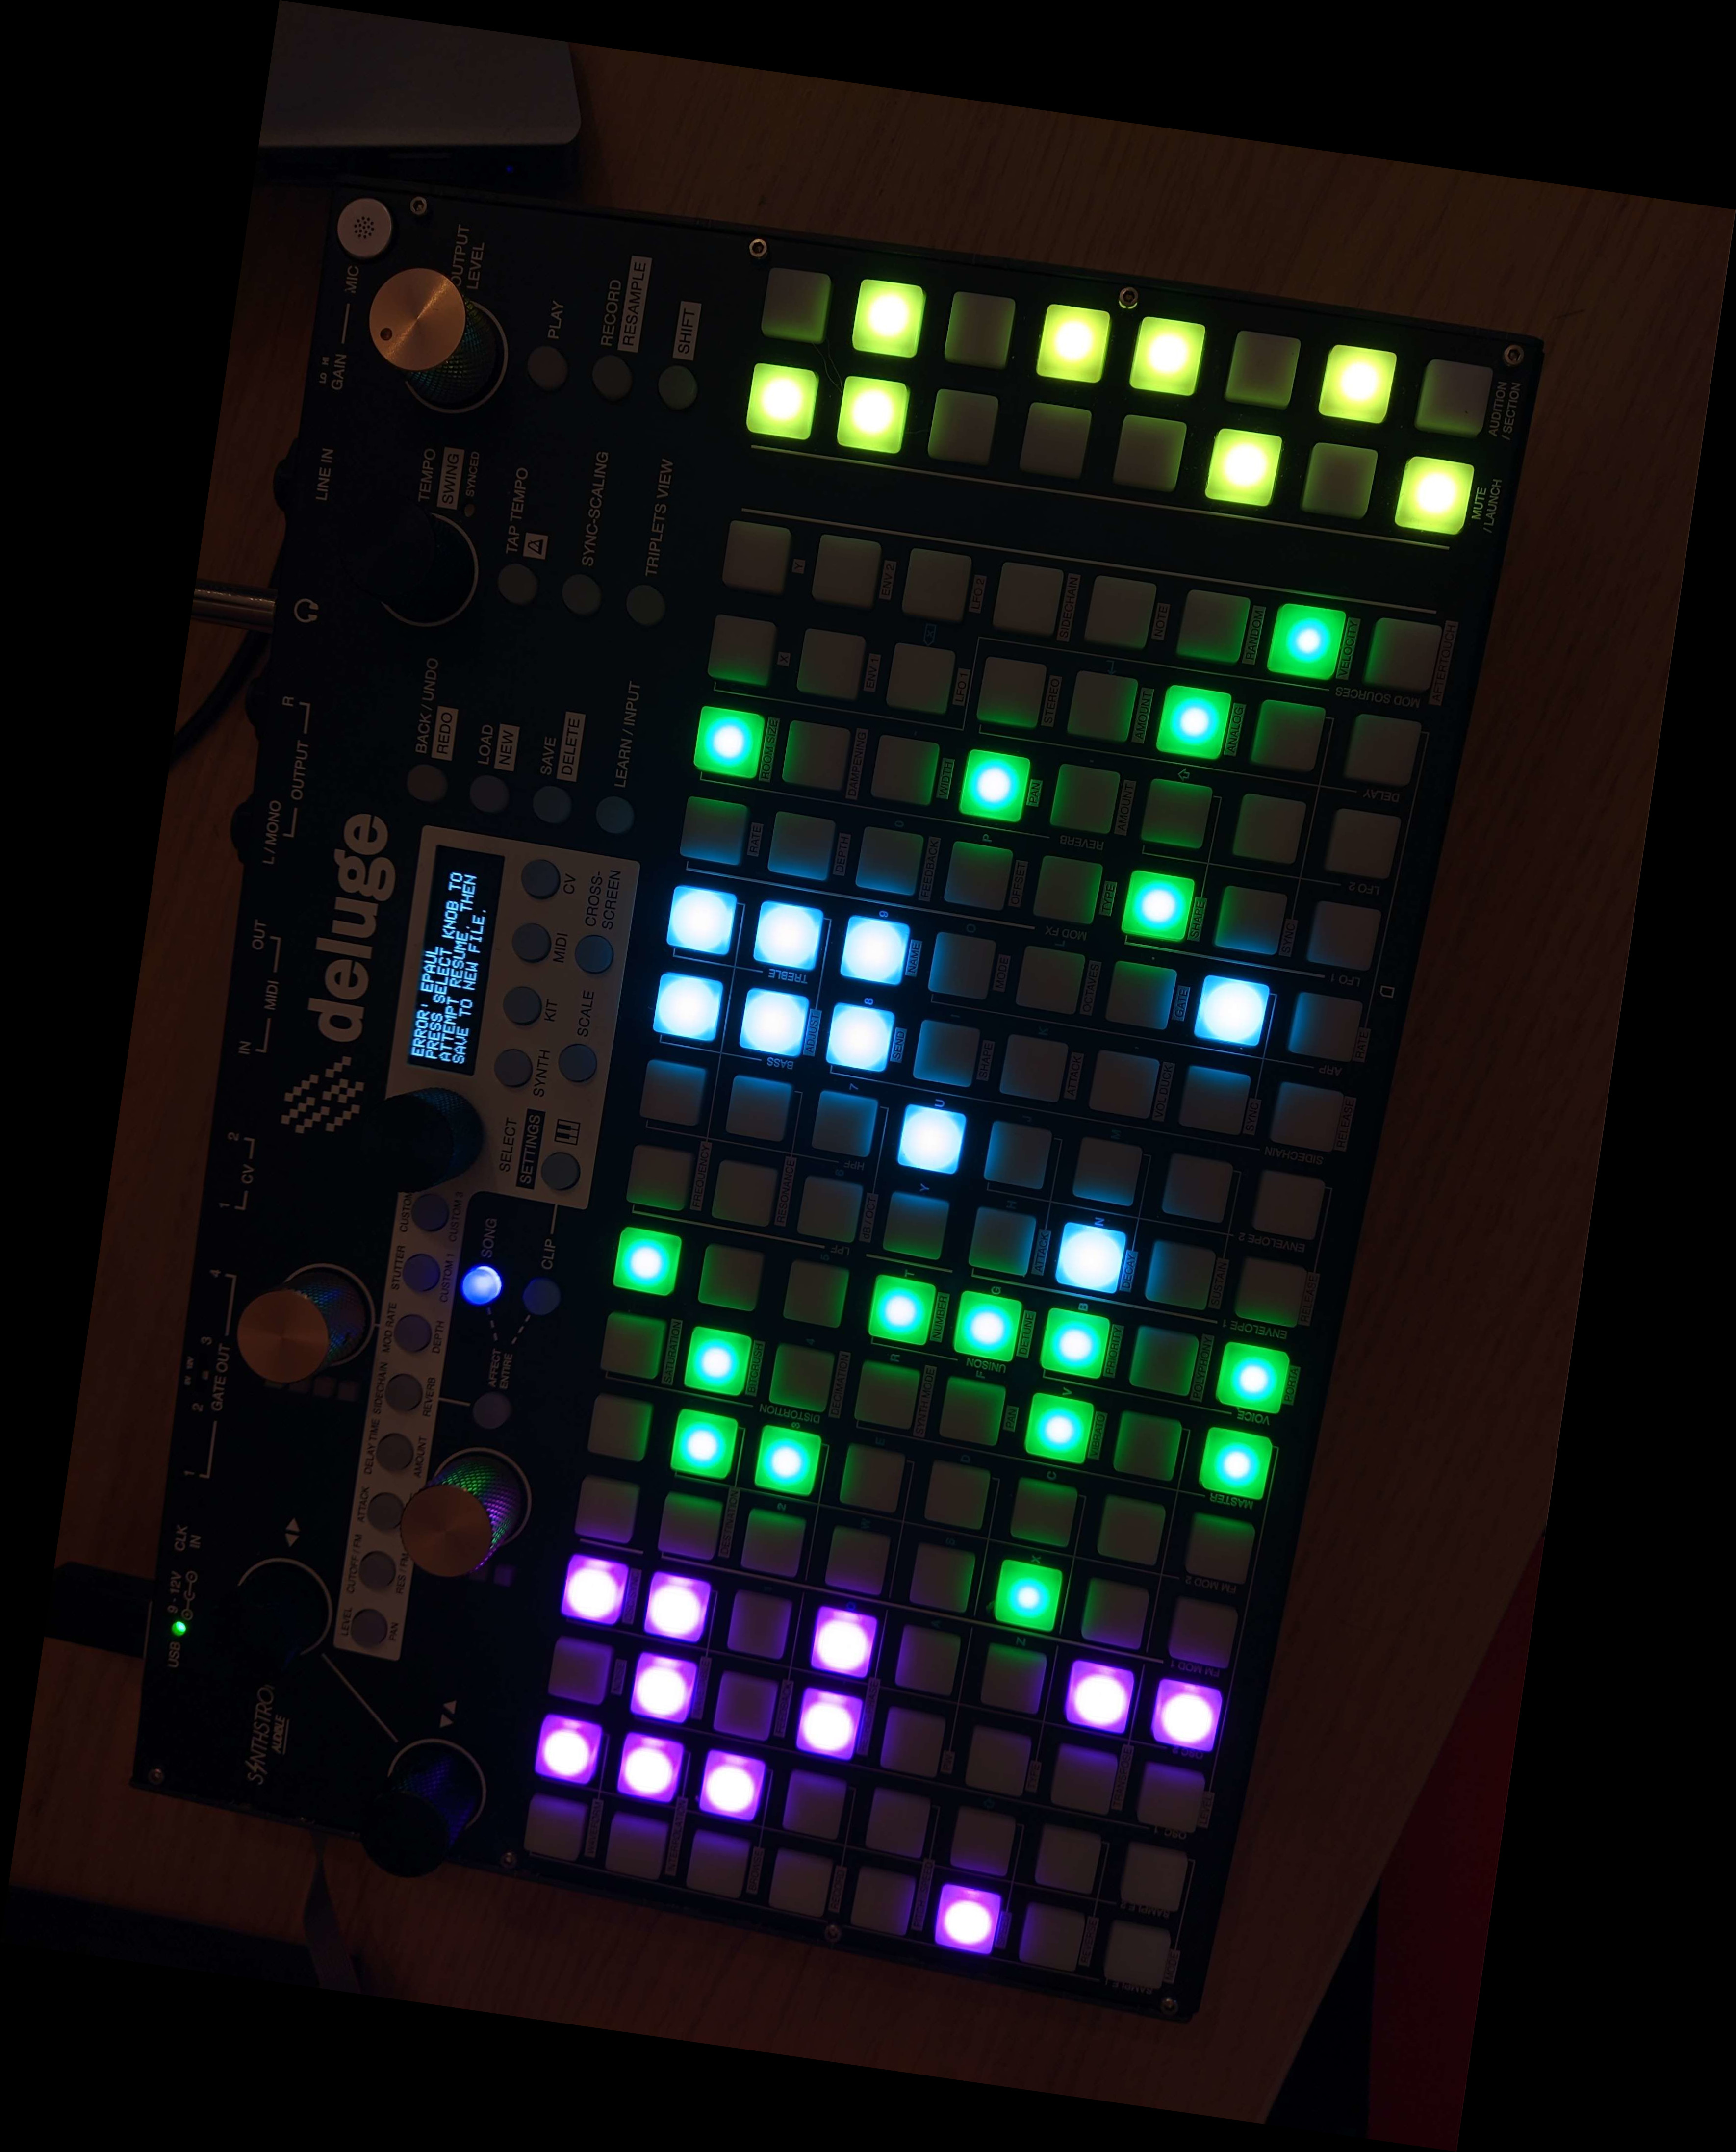 USB
9 - 12V
CLK
IN
1
2
3
4
GATE OUT
1
2
CV
IN
OUT
MIDI
L / MONO
R
OUTPUT
LINE IN
LO HI
GAIN
MIC
SYNTHSTROM
AUDIBLE
deluge
OUTPUT
LEVEL
TEMPO
SWING
SYNCED
PLAY
RECORD
RESAMPLE
SHIFT
TAP TEMPO
SYNC-SCALING
TRIPLETS VIEW
BACK / UNDO
REDO
LOAD
NEW
SAVE
DELETE
LEARN / INPUT
ERROR: EPAUL
PRESS SELECT KNOB TO
ATTEMPT RESUME. THEN
SAVE TO NEW FILE.
SELECT
SETTINGS
SYNTH
KIT
MIDI
CV
SCALE
CROSS-
SCREEN
LEVEL
PAN
CUTOFF / FM
RES / FM
ATTACK
DELAY TIME
AMOUNT
SIDECHAIN
REVERB
MOD RATE
DEPTH
STUTTER
CUSTOM 1
CUSTOM 3
SONG
CLIP
AFFECT
ENTIRE
SATURATION
BITCRUSH
DECIMATION
DISTORTION
FREQUENCY
RESONANCE
LPF
HPF
BASS
TREBLE
ADJUST
SEND
NAME
RATE
DEPTH
FEEDBACK
OFFSET
TYPE
MOD FX
ROOM SIZE
DAMPENING
WIDTH
PAN
AMOUNT
REVERB
X
ENV 1
LFO 1
STEREO
AMOUNT
ANALOG
DELAY
Y
ENV 2
LFO 2
SIDECHAIN
NOTE
RANDOM
VELOCITY
AFTERTOUCH
MOD SOURCES
SHAPE
SYNC
LFO 1
LFO 2
MODE
OCTAVES
GATE
RATE
ARP
SHAPE
ATTACK
VOL DUCK
SYNC
RELEASE
SIDECHAIN
ENVELOPE 2
ATTACK
DECAY
SUSTAIN
RELEASE
ENVELOPE 1
NUMBER
DETUNE
UNISON
PRIORITY
POLYPHONY
PORTA
VOICE
SYNTH MODE
PAN
VIBRATO
MASTER
FM MOD 2
FM MOD 1
OSC 2
OSC 1
TRANSPOSE
LEVEL
SAMPLE 2
REVERSE
MODE
MUTE
/ LAUNCH
AUDITION
/ SECTION